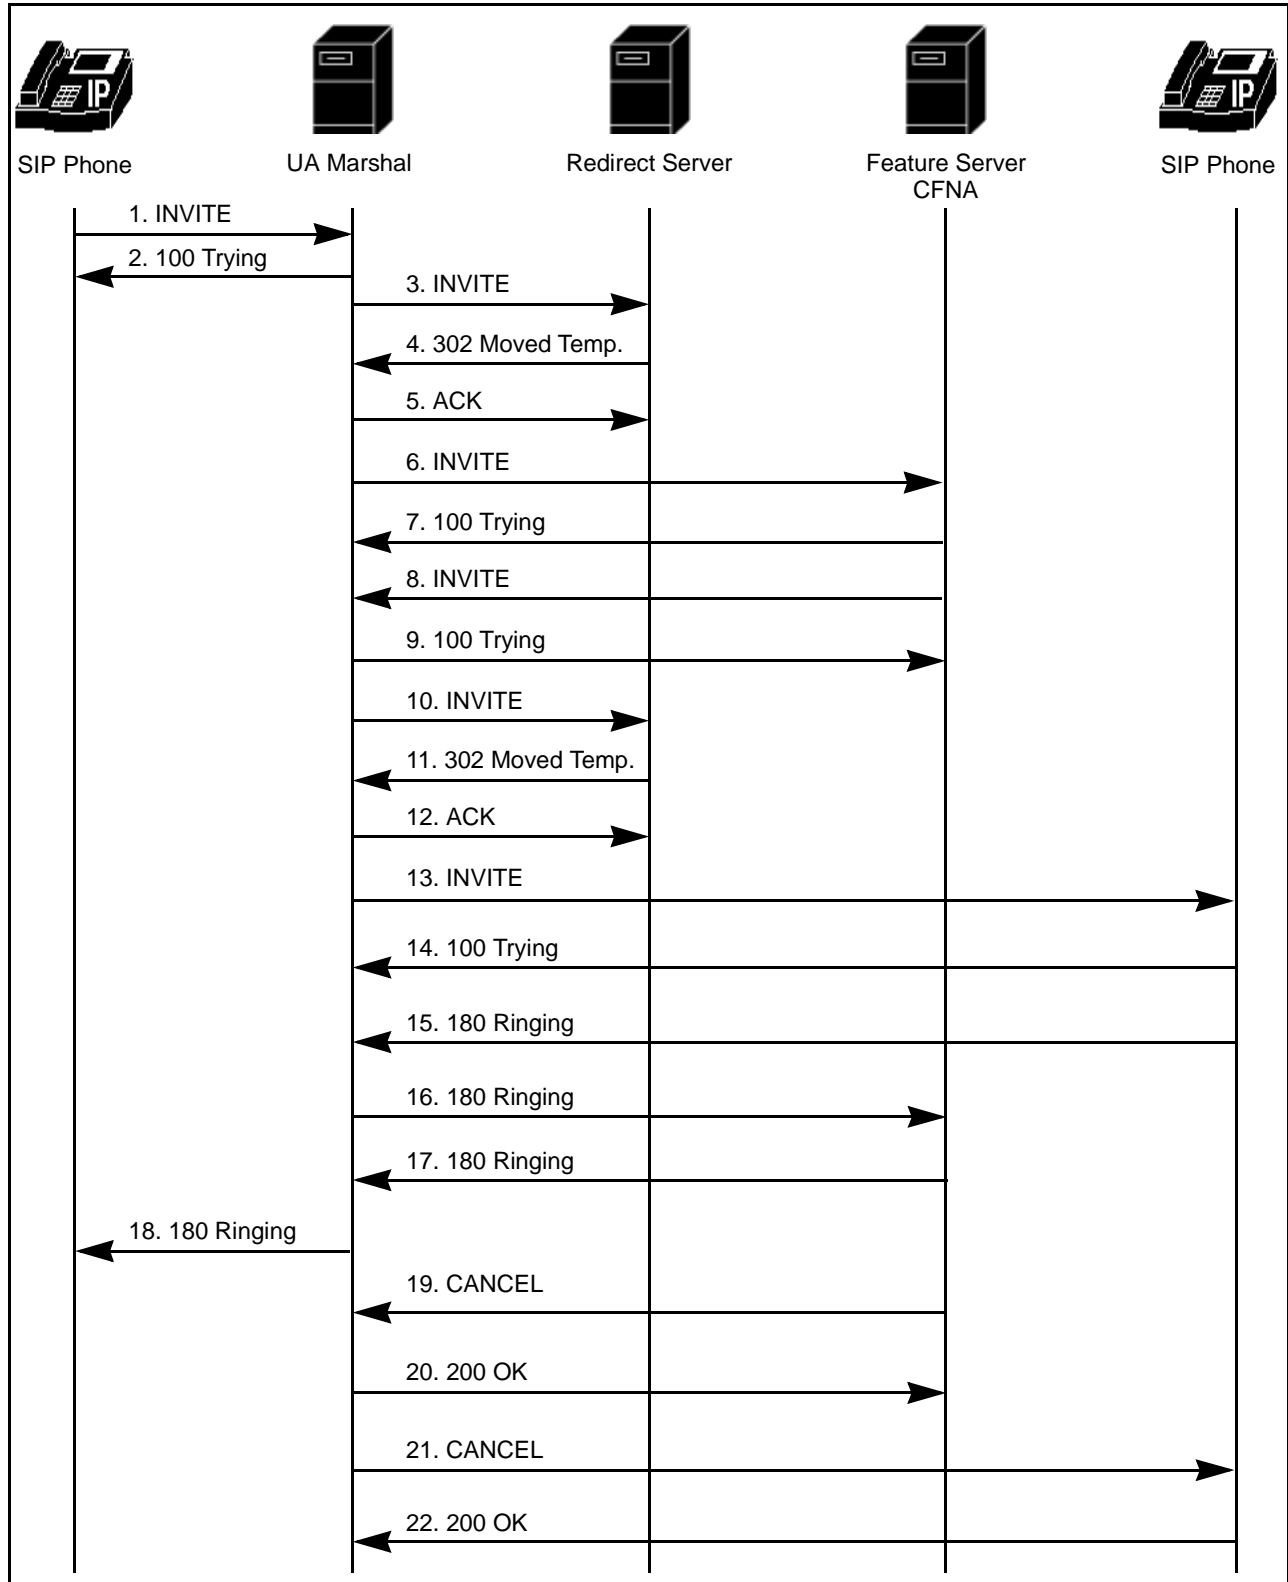 IP
IP
SIP Phone
UA Marshal
Redirect Server
Feature Server
CFNA
SIP Phone
1. INVITE
2. 100 Trying
3. INVITE
4. 302 Moved Temp.
5. ACK
6. INVITE
7. 100 Trying
8. INVITE
9. 100 Trying
10. INVITE
11. 302 Moved Temp.
12. ACK
13. INVITE
14. 100 Trying
15. 180 Ringing
16. 180 Ringing
17. 180 Ringing
18. 180 Ringing
19. CANCEL
20. 200 OK
21. CANCEL
22. 200 OK